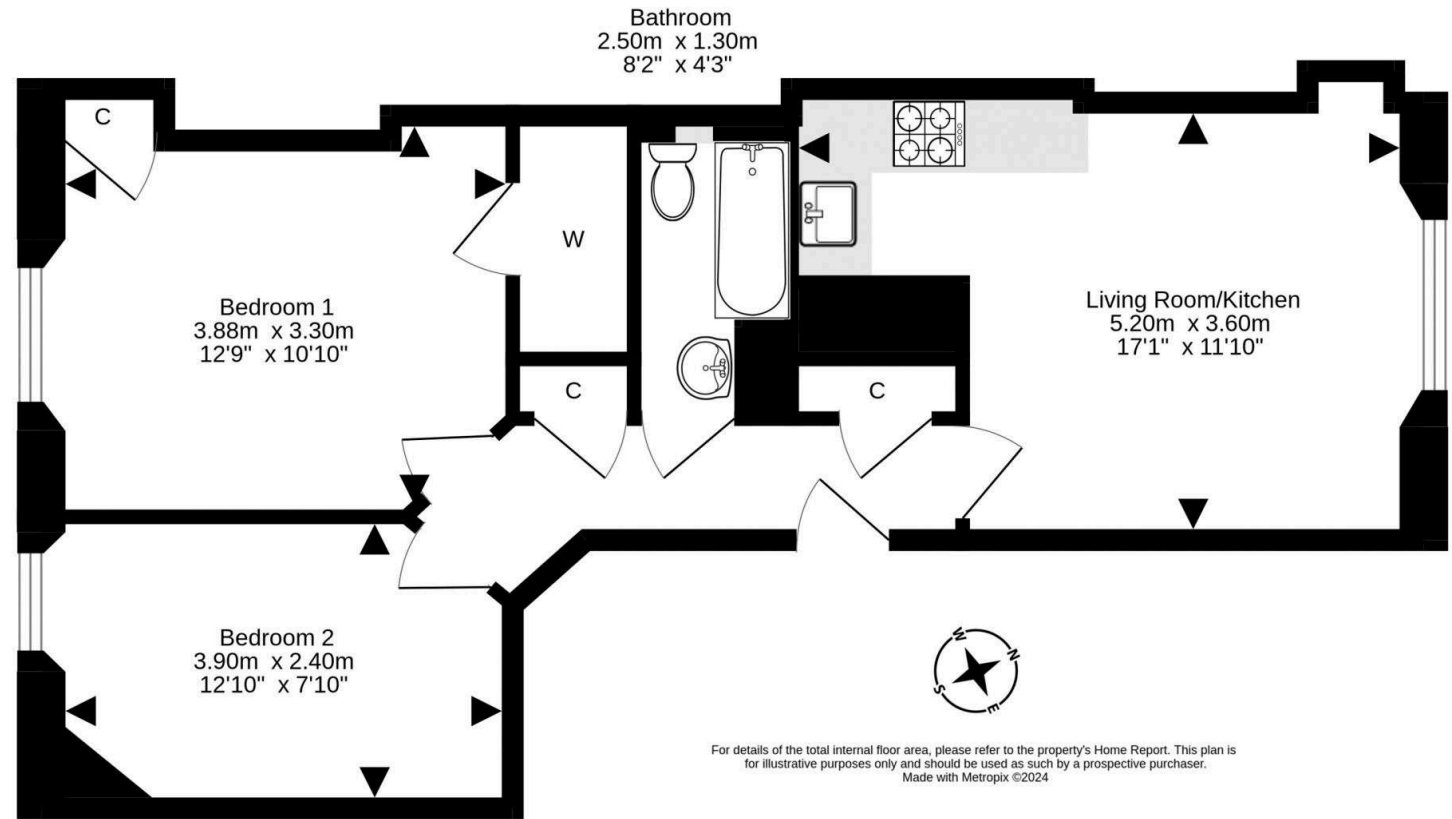 Bathroom
2.50m x 1.30m
8'2" x 4'3"
C
W
Bedroom 1
3.88m x 3.30m
12'9" x 10'10"
Living Room/Kitchen
5.20m x 3.60m
17'1" x 11'10"
C
C
Bedroom 2
3.90m x 2.40m
12'10" x 7'10"
W
N
S
E
For details of the total internal floor area, please refer to the property's Home Report. This plan is
for illustrative purposes only and should be used as such by a prospective purchaser.
Made with Metropix ©2024